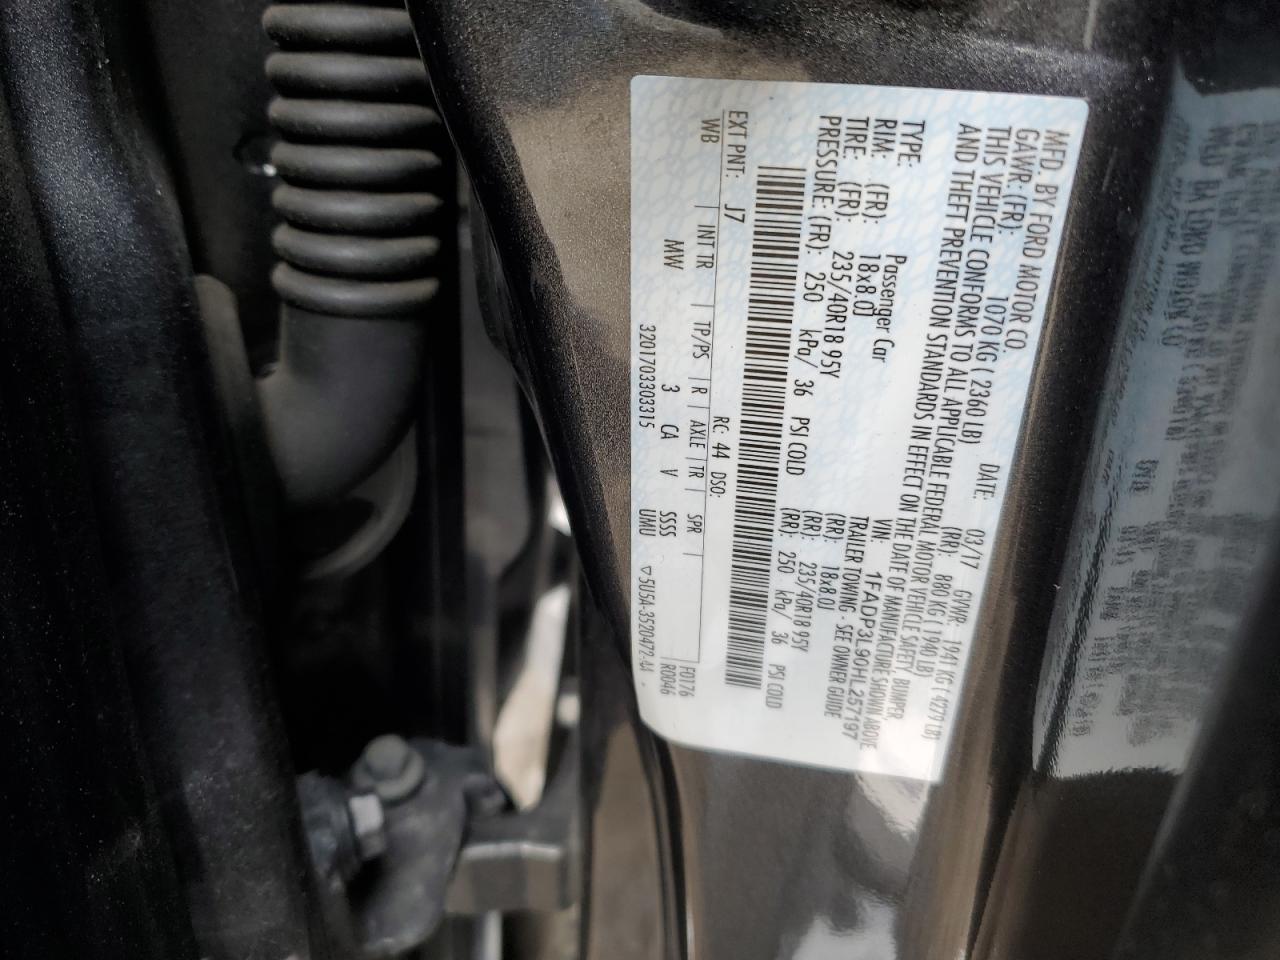 MFD. BY FORD MOTOR CO.
DATE: 03/17 GVWR: 1941 KG ( 4279 LB)
GAWR: (FR): 1070 KG ( 2360 LB) (RR): 880 KG ( 1940 LB)
THIS VEHICLE CONFORMS TO ALL APPLICABLE FEDERAL MOTOR VEHICLE SAFETY, BUMPER,
AND THEFT PREVENTION STANDARDS IN EFFECT ON THE DATE OF MANUFACTURE SHOWN ABOVE
VIN: 1FADP3L90HL257197
TYPE: Passenger Car TRAILER TOWING - SEE OWNER GUIDE
RIM: (FR): 18x8.0J (RR): 18x8.0J
TIRE: (FR): 235/40R18 95Y (RR): 235/40R18 95Y
PRESSURE (FR): 250 kPa/ 36 PSI COLD (RR): 250 kPa/ 36 PSI COLD
EXT PNT: J7 RC: 44 DSO:
F0176
WB INT TR TP/PS R AXLE TR SPR R0046
MW 3 CA V SSSS
3201703303315 UMU ▽5U5A-3520472-AA